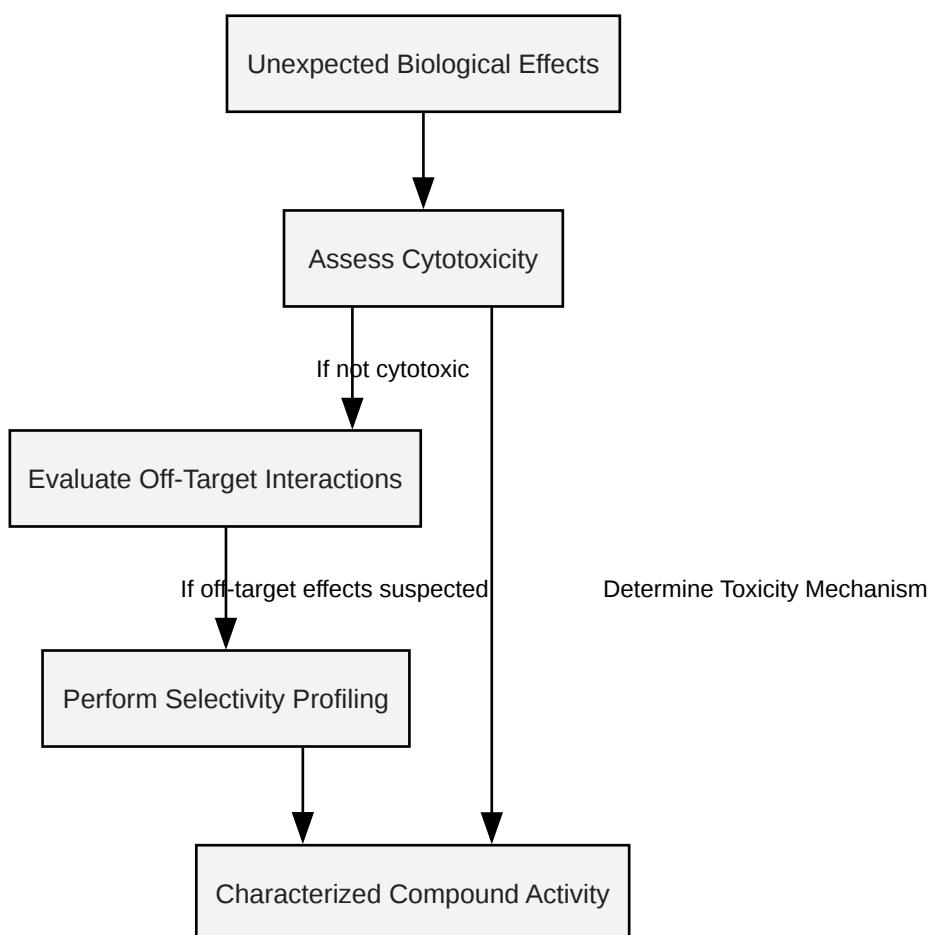 Unexpected Biological Effects
Assess Cytotoxicity
If not cytotoxic
Evaluate Off-Target Interactions
If off-target effects suspected
Determine Toxicity Mechanism
Perform Selectivity Profiling
Characterized Compound Activity